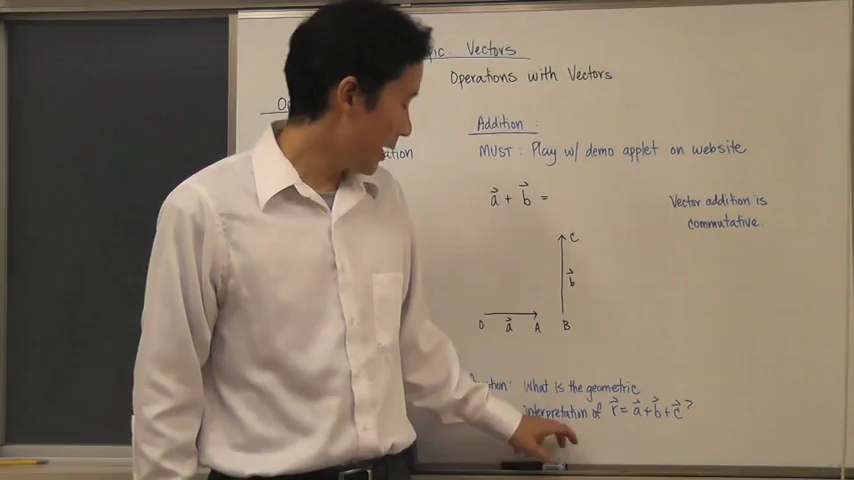 Vectors
Operations with Vectors
Addition :
MUST : Play w/ demo applet on website
a⃗ + b⃗ =
Vector addition is
commutative.
C
b⃗
O a⃗ A B
What is the geometric
interpretation of r⃗ = a⃗ + b⃗ + c⃗ ?